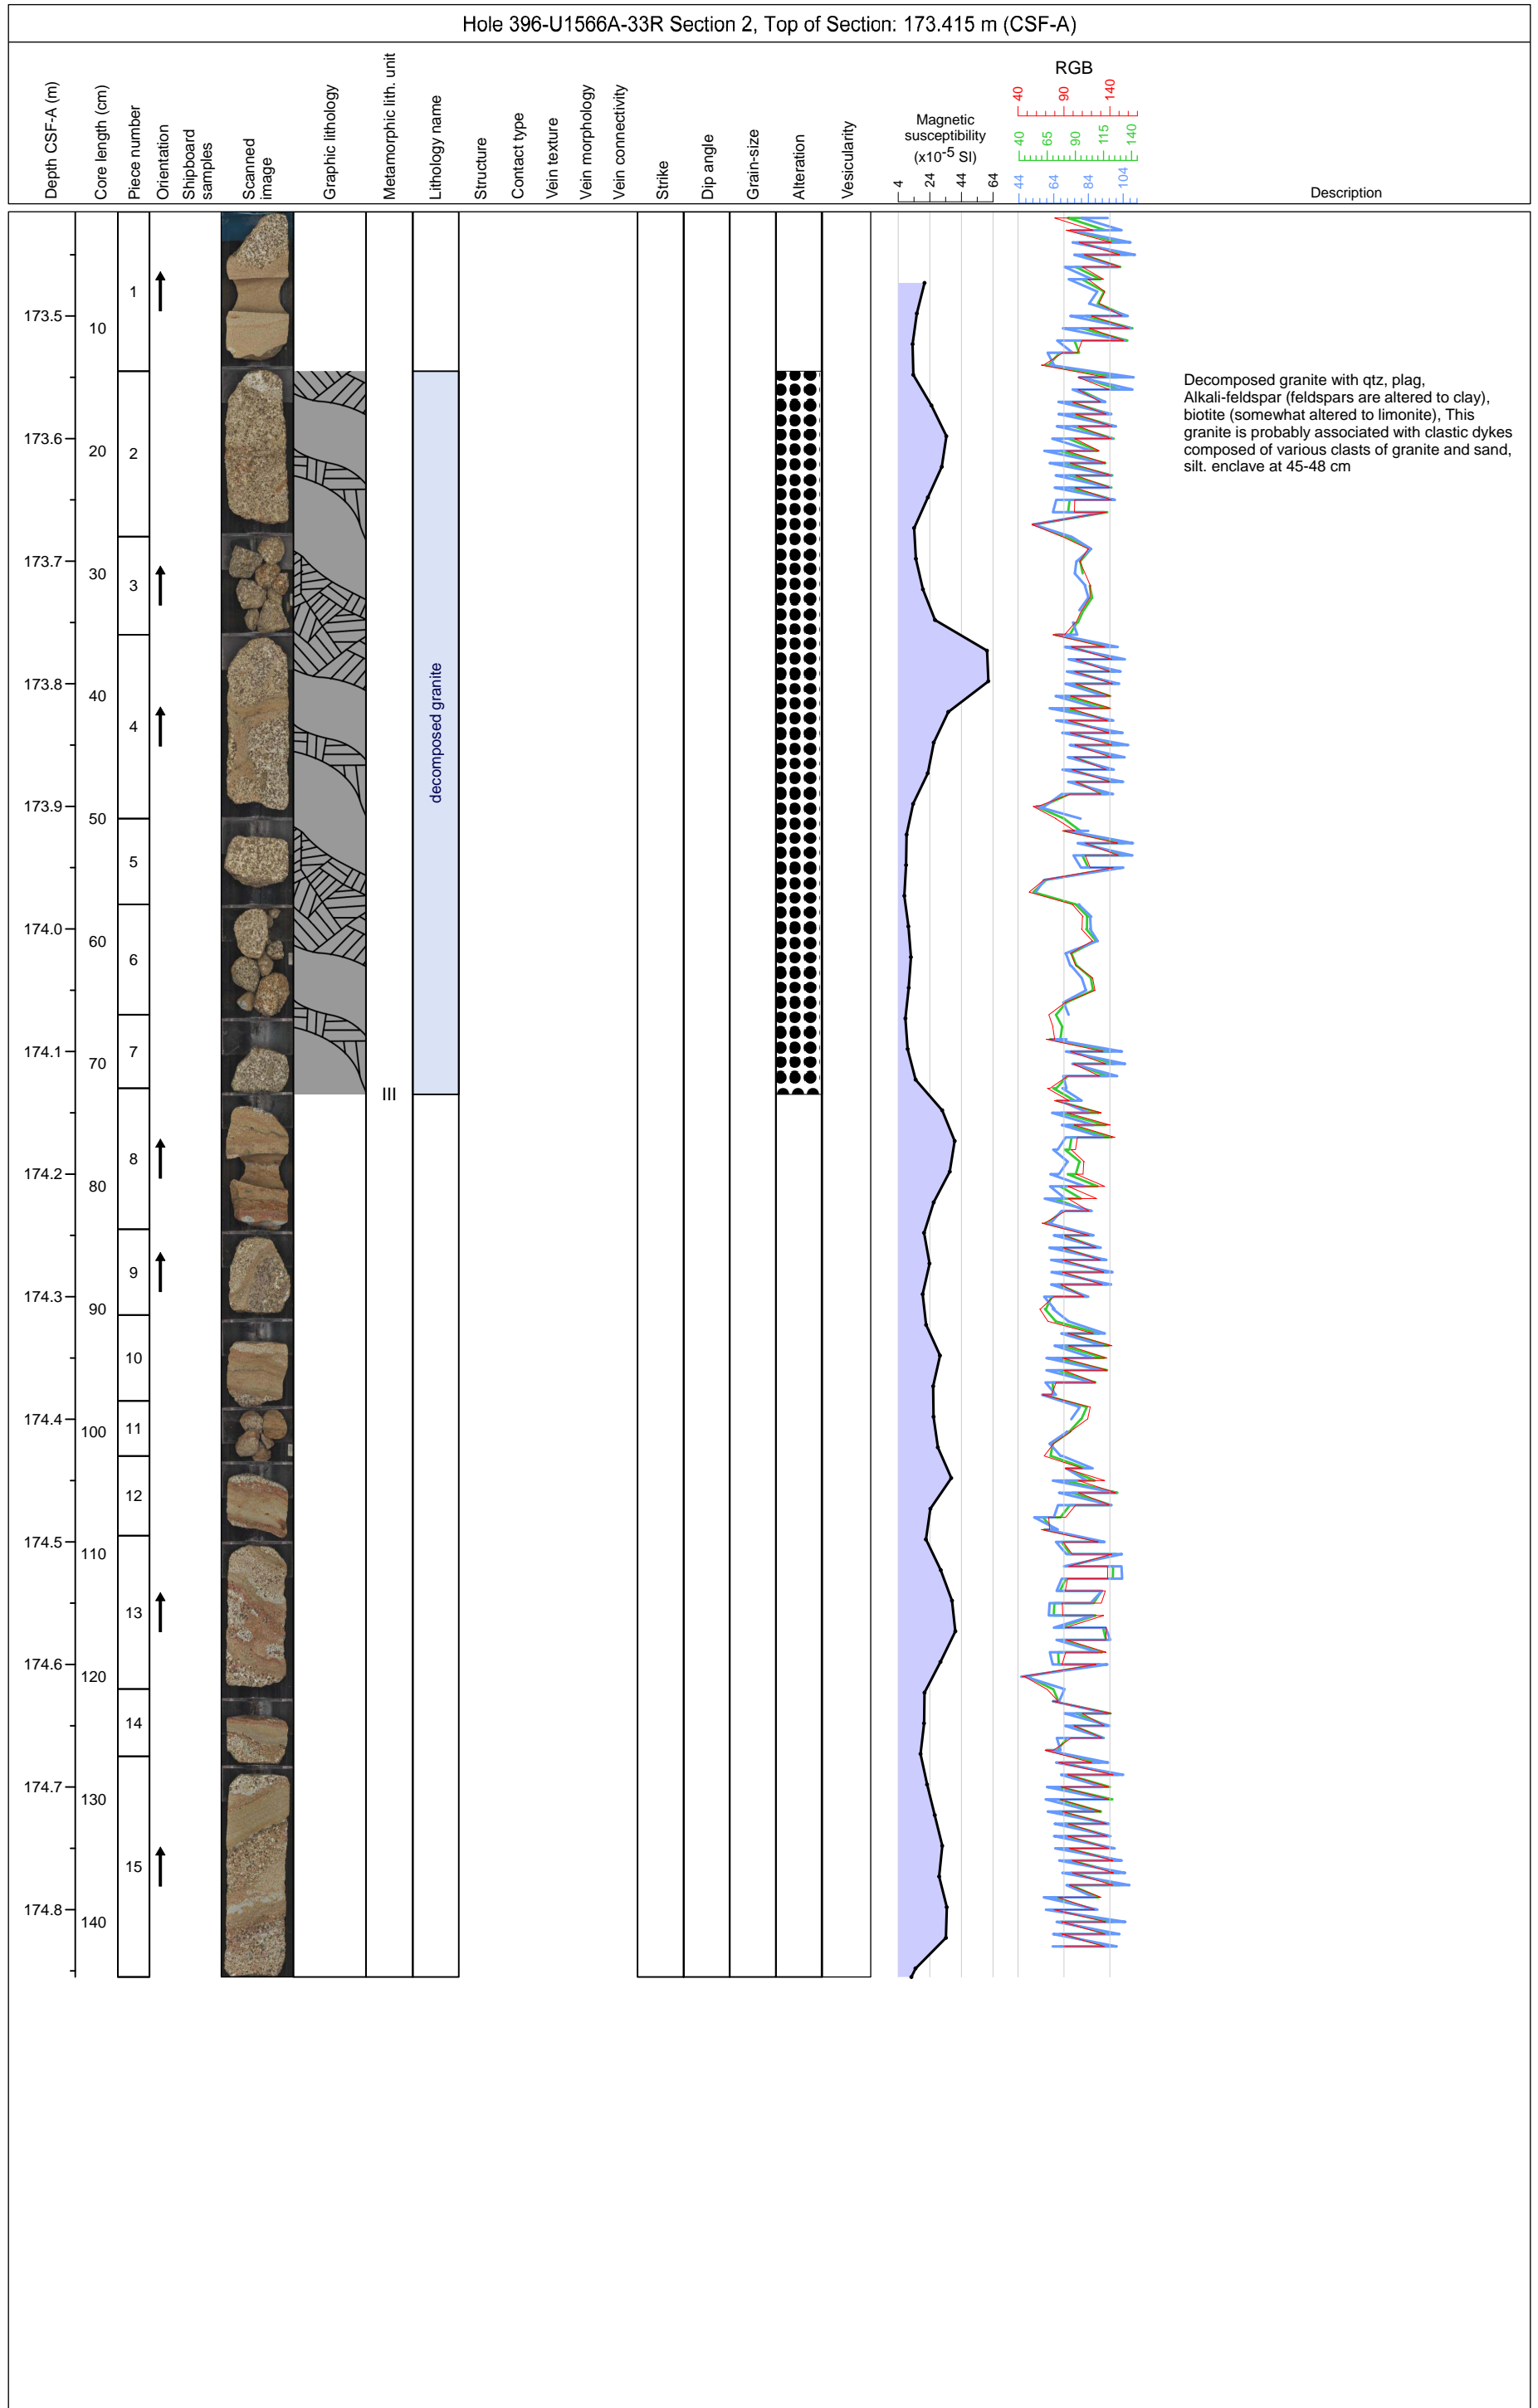 Hole 396-U1566A-33R Section 2, Top of Section: 173.415 m (CSF-A)
Depth CSF-A (m)
Core length (cm)
Piece number
Orientation
Shipboard
samples
Scanned
image
Graphic lithology
Metamorphic lith. unit
Lithology name
Structure
Contact type
Vein texture
Vein morphology
Vein connectivity
Strike
Dip angle
Grain-size
Alteration
Vesicularity
Magnetic
susceptibility
(x10-5 SI)
4 24 44 64
RGB
40 90 140
40 65 90 115 140
44 64 84 104
Description
1
173.5
10
Decomposed granite with qtz, plag,
Alkali-feldspar (feldspars are altered to clay),
biotite (somewhat altered to limonite), This
granite is probably associated with clastic dykes
composed of various clasts of granite and sand,
silt. enclave at 45-48 cm
173.6
20
2
173.7
30
3
173.8
40
4
decomposed granite
173.9
50
5
174.0
60
6
174.1
70
7
III
8
174.2
80
9
174.3
90
10
174.4
100
11
12
174.5
110
13
174.6
120
14
174.7
130
15
174.8
140